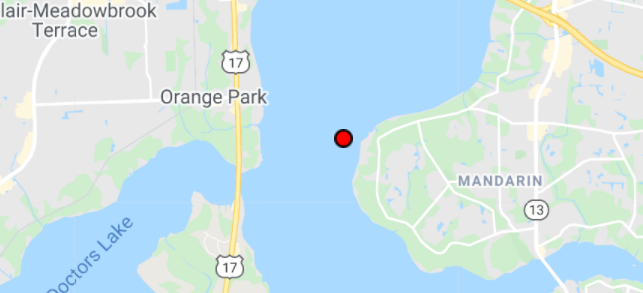 lair-Meadowbrook
Terrace
17
Orange Park
MANDARIN
13
Doctors Lake
17